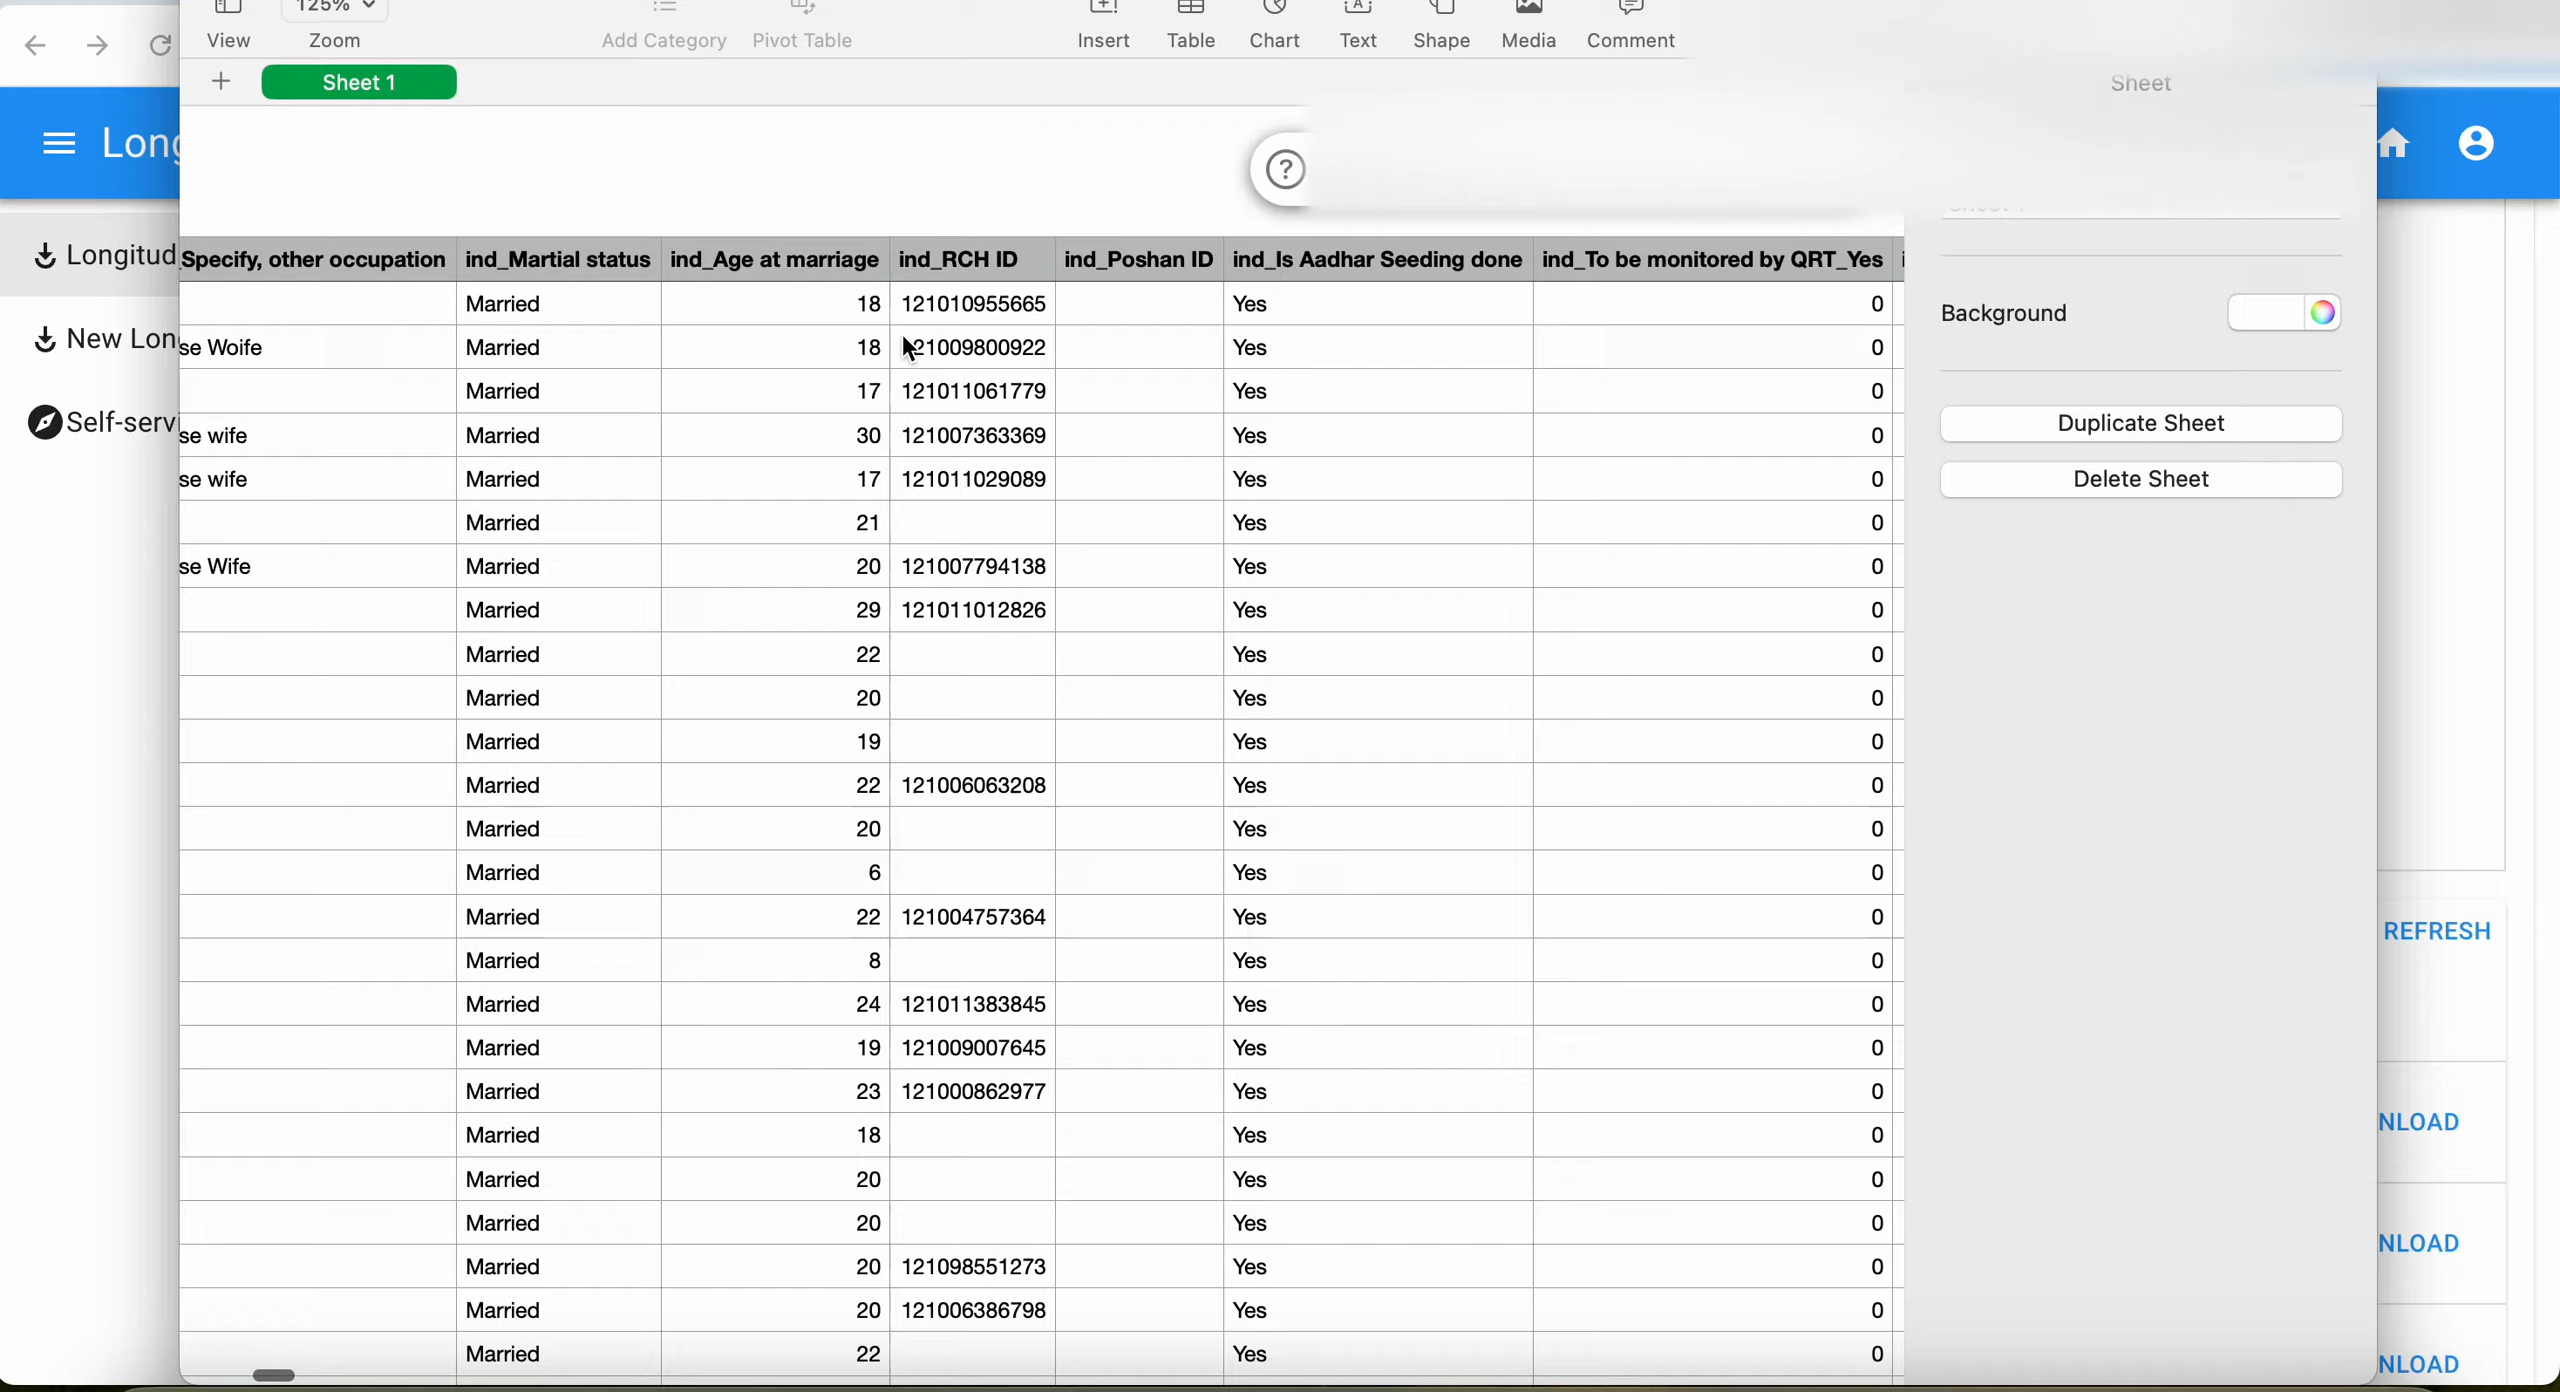 125%
View Zoom Add Category Pivot Table Insert Table Chart Text Shape Media Comment
Sheet 1 Sheet
Long
?
Longitud
New Lon
Self-servi
Specify, other occupation ind_Martial status ind_Age at marriage ind_RCH ID ind_Poshan ID ind_Is Aadhar Seeding done ind_To be monitored by QRT_Yes
Married 18 121010955665 Yes 0
se Woife Married 18 121009800922 Yes 0
Married 17 121011061779 Yes 0
se wife Married 30 121007363369 Yes 0
se wife Married 17 121011029089 Yes 0
Married 21 Yes 0
se Wife Married 20 121007794138 Yes 0
Married 29 121011012826 Yes 0
Married 22 Yes 0
Married 20 Yes 0
Married 19 Yes 0
Married 22 121006063208 Yes 0
Married 20 Yes 0
Married 6 Yes 0
Married 22 121004757364 Yes 0
Married 8 Yes 0
Married 24 121011383845 Yes 0
Married 19 121009007645 Yes 0
Married 23 121000862977 Yes 0
Married 18 Yes 0
Married 20 Yes 0
Married 20 Yes 0
Married 20 121098551273 Yes 0
Married 20 121006386798 Yes 0
Married 22 Yes 0
Background
Duplicate Sheet
Delete Sheet
REFRESH
NLOAD
NLOAD
NLOAD